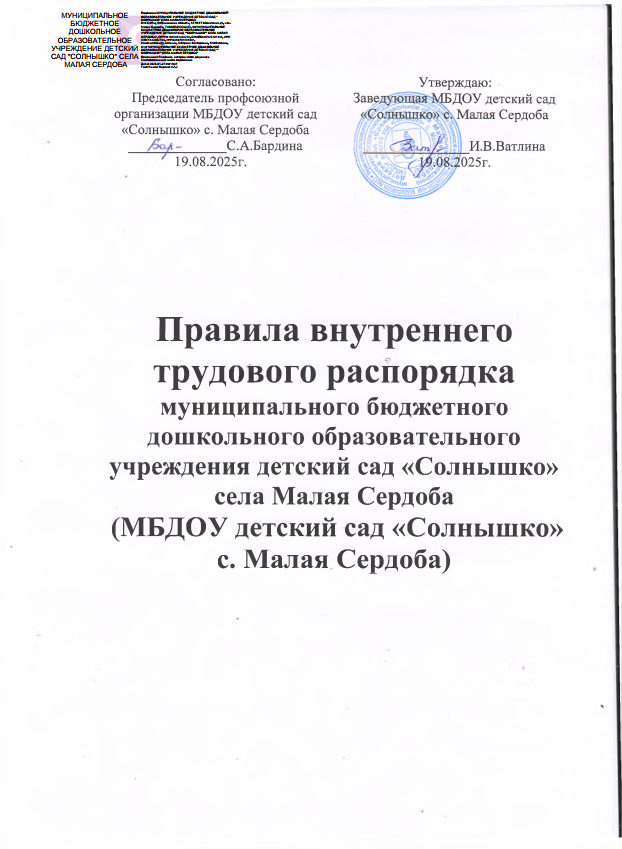 МУНИЦИПАЛЬНОЕ
БЮДЖЕТНОЕ
ДОШКОЛЬНОЕ
ОБРАЗОВАТЕЛЬНОЕ
УЧРЕЖДЕНИЕ ДЕТСКИЙ
САД "СОЛНЫШКО" СЕЛА
МАЛАЯ СЕРДОБА
Согласовано:
Председатель профсоюзной
организации МБДОУ детский сад
«Солнышко» с. Малая Сердоба
С.А.Бардина
19.08.2025г.
Утверждаю:
Заведующая МБДОУ детский сад
«Солнышко» с. Малая Сердоба
И.В.Ватлина
19.08.2025г.
Правила внутреннего
трудового распорядка
муниципального бюджетного
дошкольного образовательного
учреждения детский сад «Солнышко»
села Малая Сердоба
(МБДОУ детский сад «Солнышко»
с. Малая Сердоба)